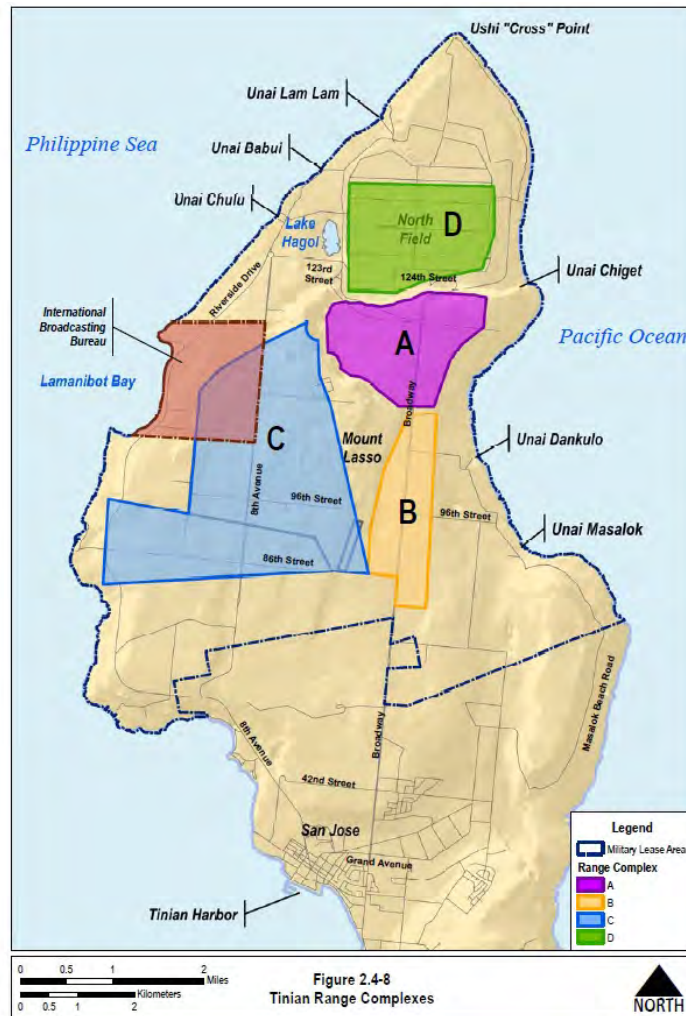 Ushi "Cross" Point
Unai Lam Lam
Philippine Sea
Unai Babui
Unai Chulu
Lake
Hagoi
North
Field
D
123rd
Street
124th Street
Unai Chiget
Riverside Drive
International
Broadcasting
Bureau
Pacific Ocean
Lamanibot Bay
A
Broadway
Mount
Lasso
C
Unai Dankulo
8th Avenue
96th Street
B
96th Street
Unai Masalok
86th Street
Masalok Beach Road
8th Avenue
Broadway
42nd Street
San Jose
Grand Avenue
Tinian Harbor
Legend
Military Lease Area
Range Complex
A
B
C
D
0 0.5 1 2
Miles
Kilometers
0 0.5 1 2
Figure 2.4-8
Tinian Range Complexes
NORTH